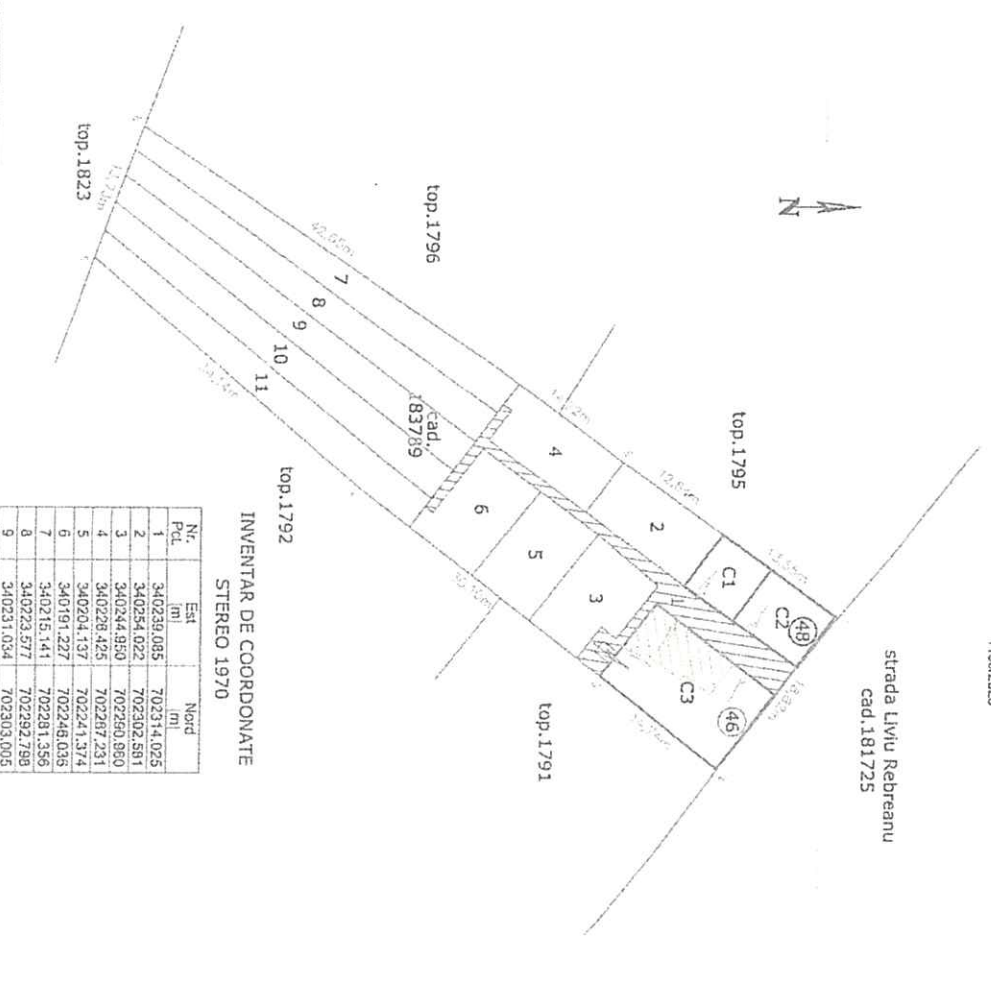 strada Liviu Rebreanu
cad.181725
48
46
C2
C1
C3
top.1795
top.1791
2
1
3
4
5
6
12,84m
top.1796
42,65m
7
8
9
10
11
cad.
183789
top.1792
top.1823
N
INVENTAR DE COORDONATE
STEREO 1970
Nr. Pct. Est [m] Nord [m]
1 340239.085 702314.025
2 340254.022 702302.581
3 340244.950 702290.960
4 340226.425 702267.231
5 340204.137 702241.374
6 340191.227 702246.036
7 340215.141 702281.356
8 340223.577 702292.798
9 340231.034 702303.005